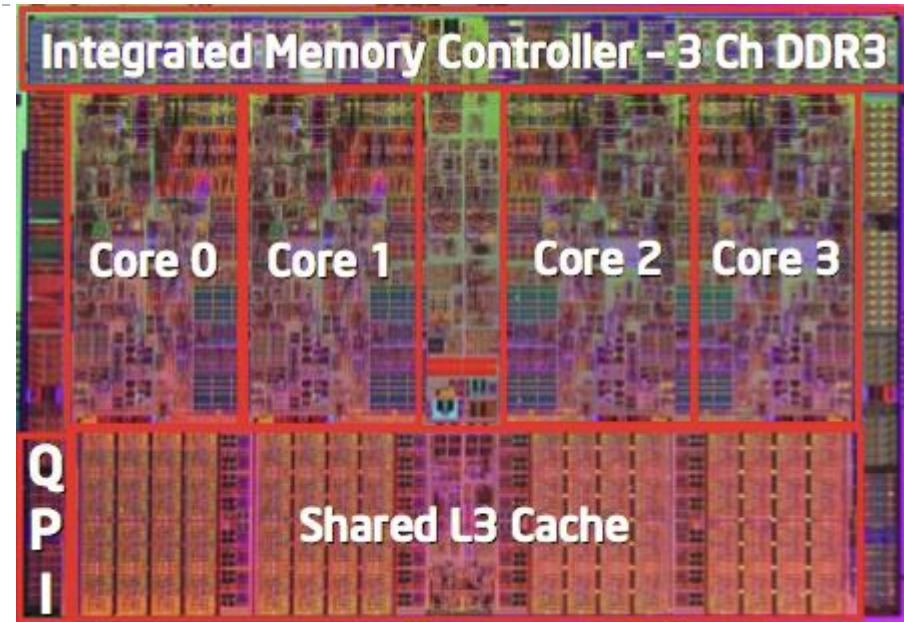 Integrated Memory Controller – 3 Ch DDR3
Core 0
Core 1
Core 2
Core 3
Q
P
I
Shared L3 Cache